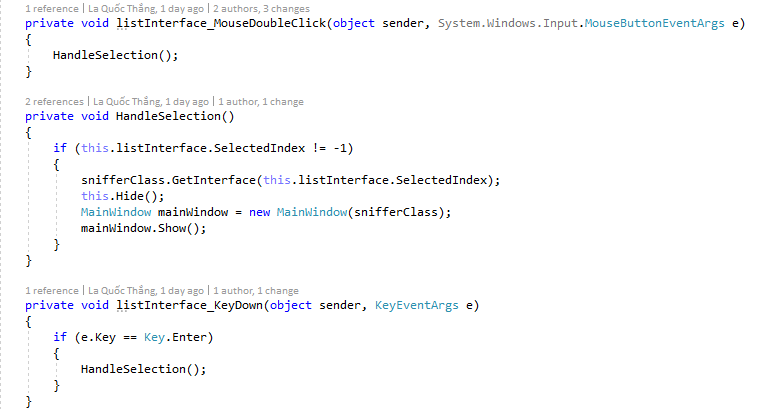 1 reference | La Quốc Thắng, 1 day ago | 2 authors, 3 changes
private void listInterface_MouseDoubleClick(object sender, System.Windows.Input.MouseButtonEventArgs e)
{
    HandleSelection();
}
2 references | La Quốc Thắng, 1 day ago | 1 author, 1 change
private void HandleSelection()
{
    if (this.listInterface.SelectedIndex != -1)
    {
        snifferClass.GetInterface(this.listInterface.SelectedIndex);
        this.Hide();
        MainWindow mainWindow = new MainWindow(snifferClass);
        mainWindow.Show();
    }
}
1 reference | La Quốc Thắng, 1 day ago | 1 author, 1 change
private void listInterface_KeyDown(object sender, KeyEventArgs e)
{
    if (e.Key == Key.Enter)
    {
        HandleSelection();
    }
}